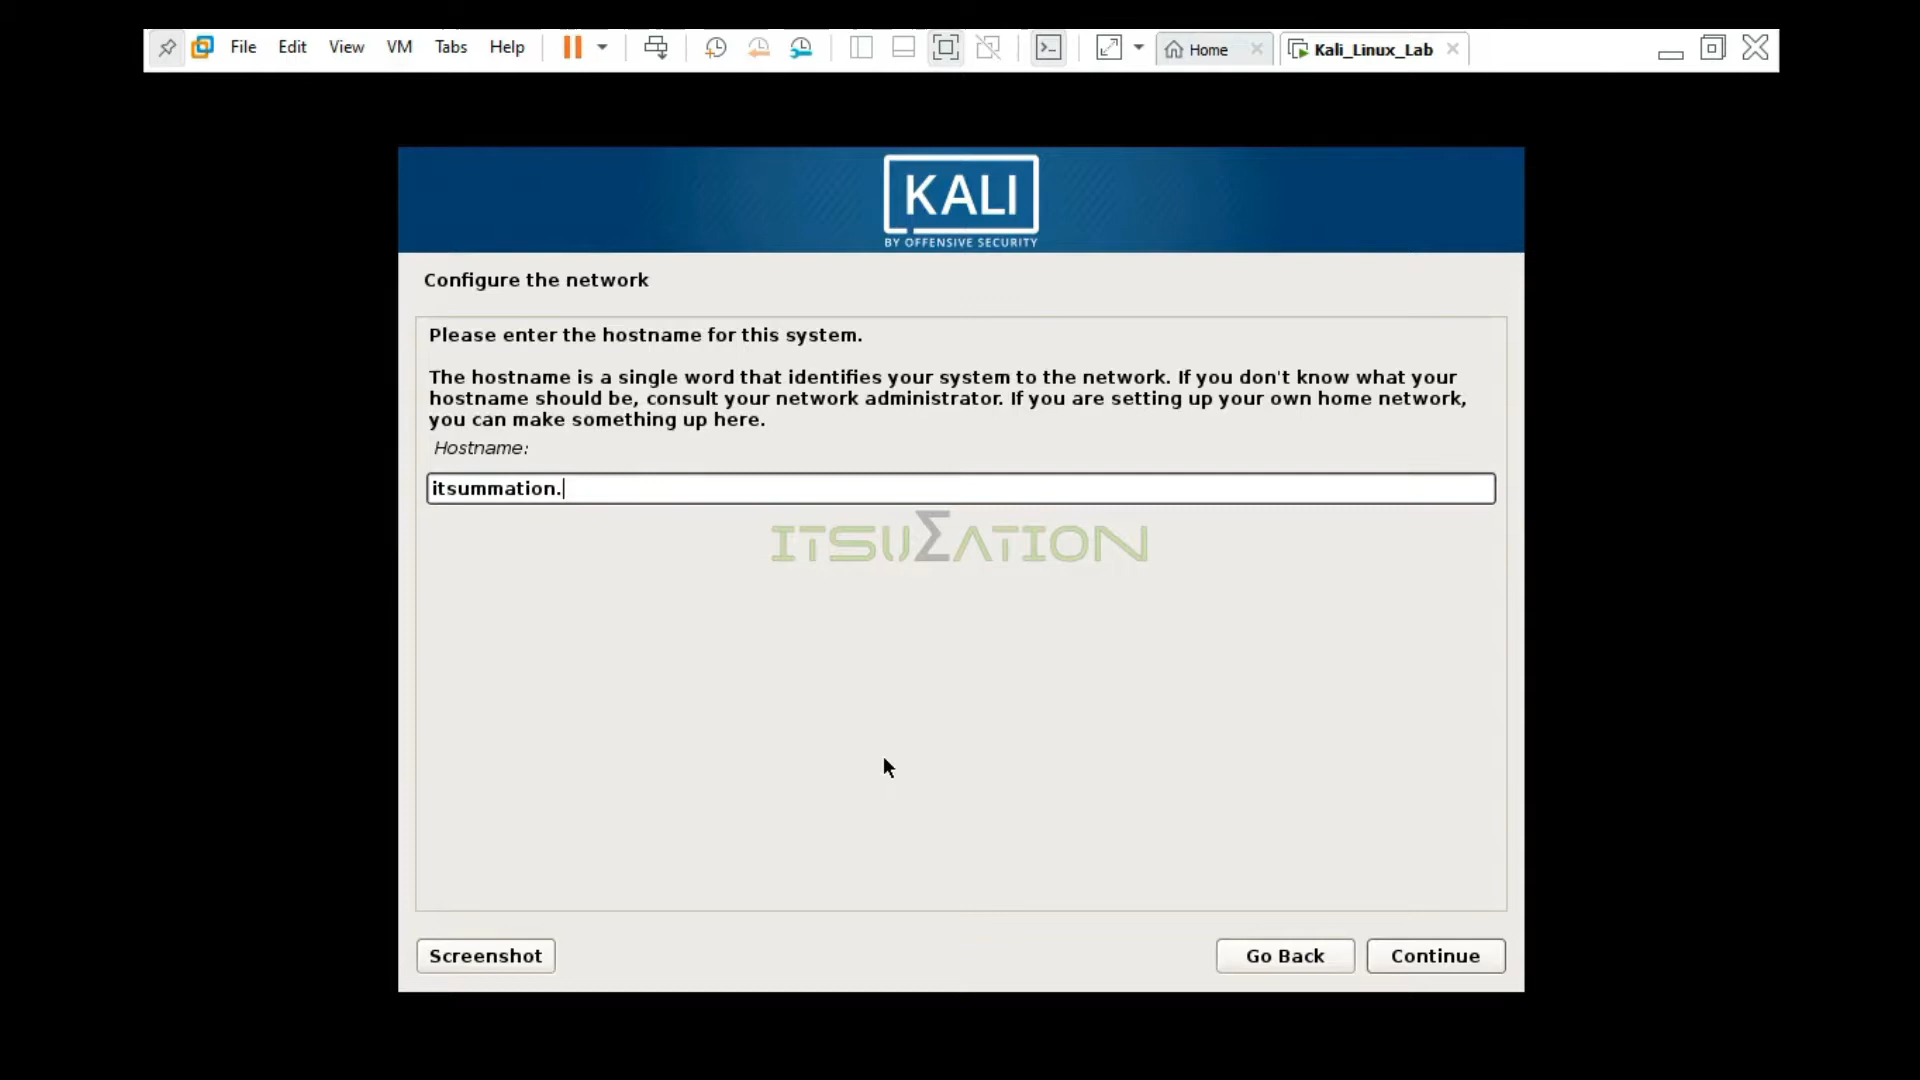 File Edit View VM Tabs Help Home Kali_Linux_Lab
KALI
BY OFFENSIVE SECURITY
Configure the network
Please enter the hostname for this system.
The hostname is a single word that identifies your system to the network. If you don't know what your
hostname should be, consult your network administrator. If you are setting up your own home network,
you can make something up here.
Hostname:
itsummation.
ITSUΣATION
Screenshot Go Back Continue